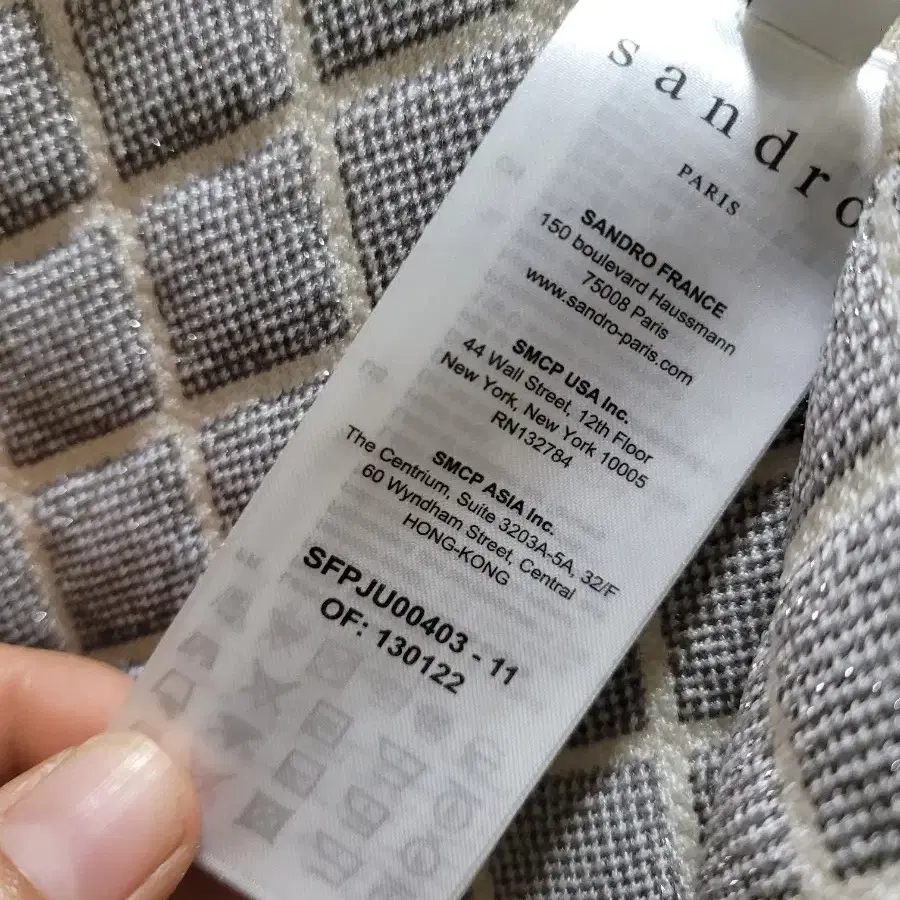 sandro
PARIS
SANDRO FRANCE
150 boulevard Haussmann
75008 Paris
www.sandro-paris.com
SMCP USA Inc.
44 Wall Street, 12th Floor
New York, New York 10005
RN132784
SMCP ASIA Inc.
The Centrium, Suite 3203A-5A, 32/F
60 Wyndham Street, Central
HONG-KONG
SFPJU00403 - 11
OF: 130122